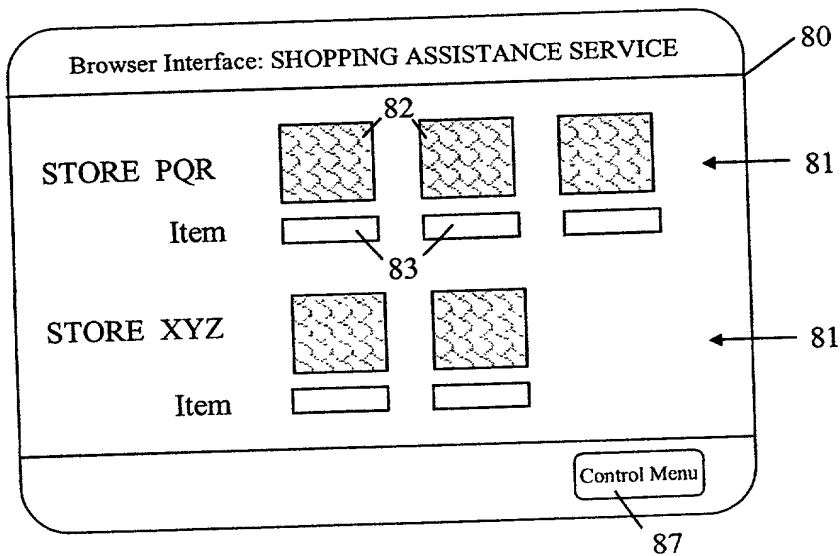 Browser Interface: SHOPPING ASSISTANCE SERVICE
80
82
STORE PQR
81
Item
83
STORE XYZ
81
Item
Control Menu
87